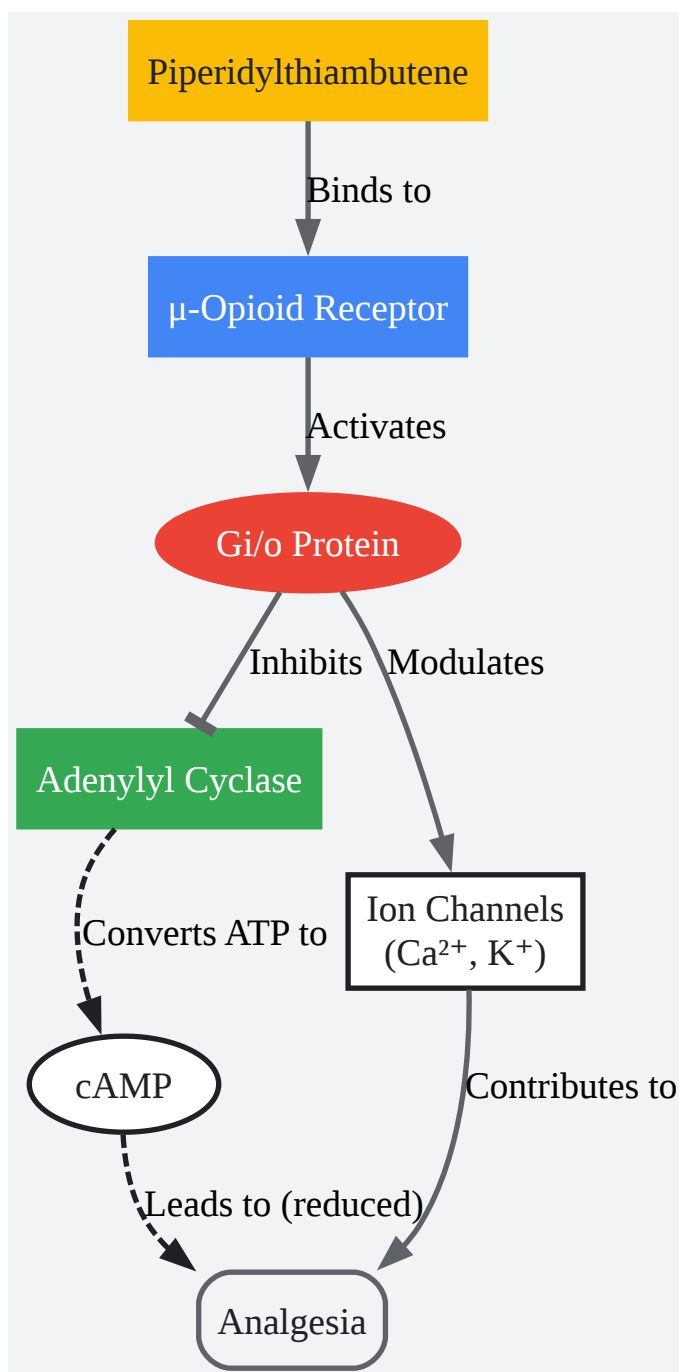 Piperidylthiambutene
Binds to
μ-Opioid Receptor
Activates
Gi/o Protein
Inhibits
Modulates
Adenylyl Cyclase
Ion Channels
(Ca²⁺, K⁺)
Converts ATP to
cAMP
Contributes to
Leads to (reduced)
Analgesia